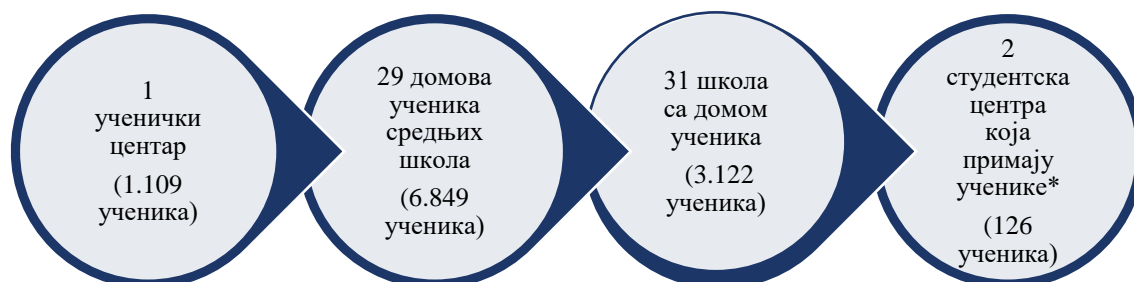 1
ученички
центар
(1.109
ученика)
29 домова
ученика
средњих
школа
(6.849
ученика)
31 школа
са домом
ученика
(3.122
ученика)
2
студентска
центра
која
примају
ученике*
(126
ученика)